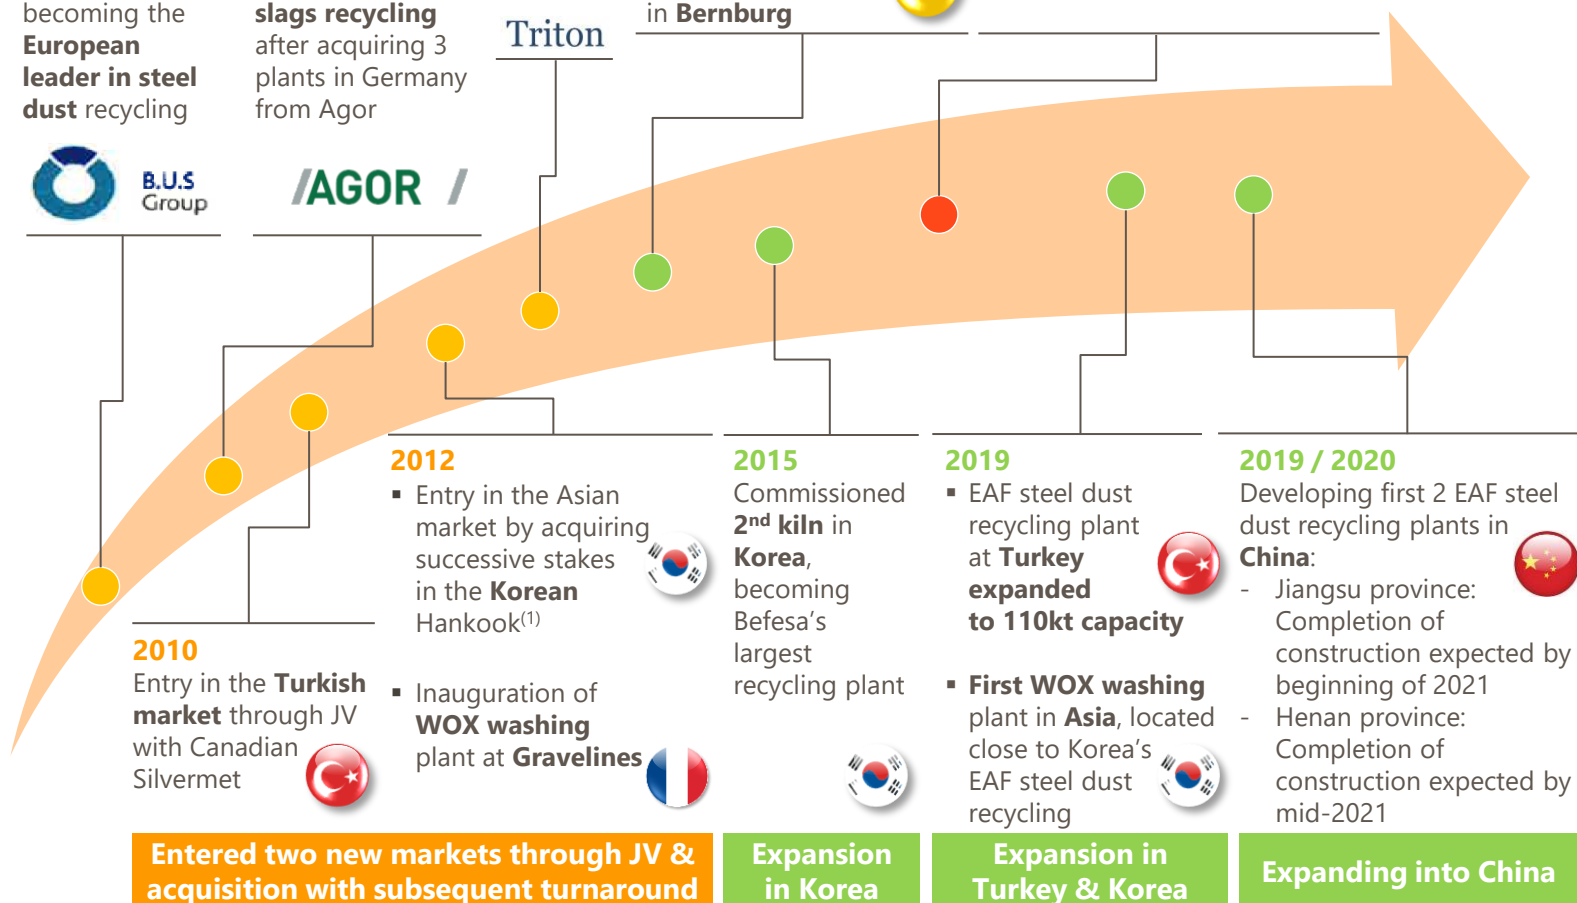 becoming the
European
leader in steel
dust recycling
slags recycling
after acquiring 3
plants in Germany
from Agor
Triton
in Bernburg
B.U.S
Group
/AGOR /
2010
Entry in the Turkish
market through JV
with Canadian
Silvermet
2012
▪ Entry in the Asian
market by acquiring
successive stakes
in the Korean
Hankook(1)
▪ Inauguration of
WOX washing
plant at Gravelines
2015
Commissioned
2nd kiln in
Korea,
becoming
Befesa's
largest
recycling plant
2019
▪ EAF steel dust
recycling plant
at Turkey
expanded
to 110kt capacity
▪ First WOX washing
plant in Asia, located
close to Korea's
EAF steel dust
recycling
2019 / 2020
Developing first 2 EAF steel
dust recycling plants in
China:
- Jiangsu province:
Completion of
construction expected by
beginning of 2021
- Henan province:
Completion of
construction expected by
mid-2021
Entered two new markets through JV &
acquisition with subsequent turnaround
Expansion
in Korea
Expansion in
Turkey & Korea
Expanding into China